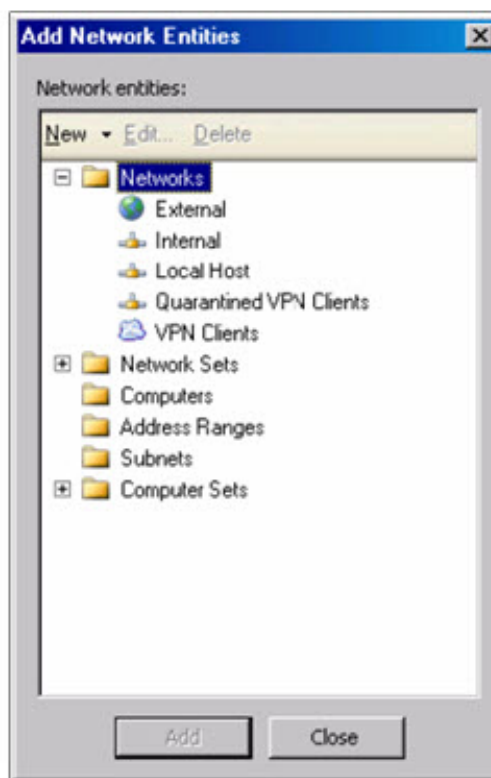 Add Network Entities
Network entities:
New Edit... Delete
Networks
External
Internal
Local Host
Quarantined VPN Clients
VPN Clients
Network Sets
Computers
Address Ranges
Subnets
Computer Sets
Add Close